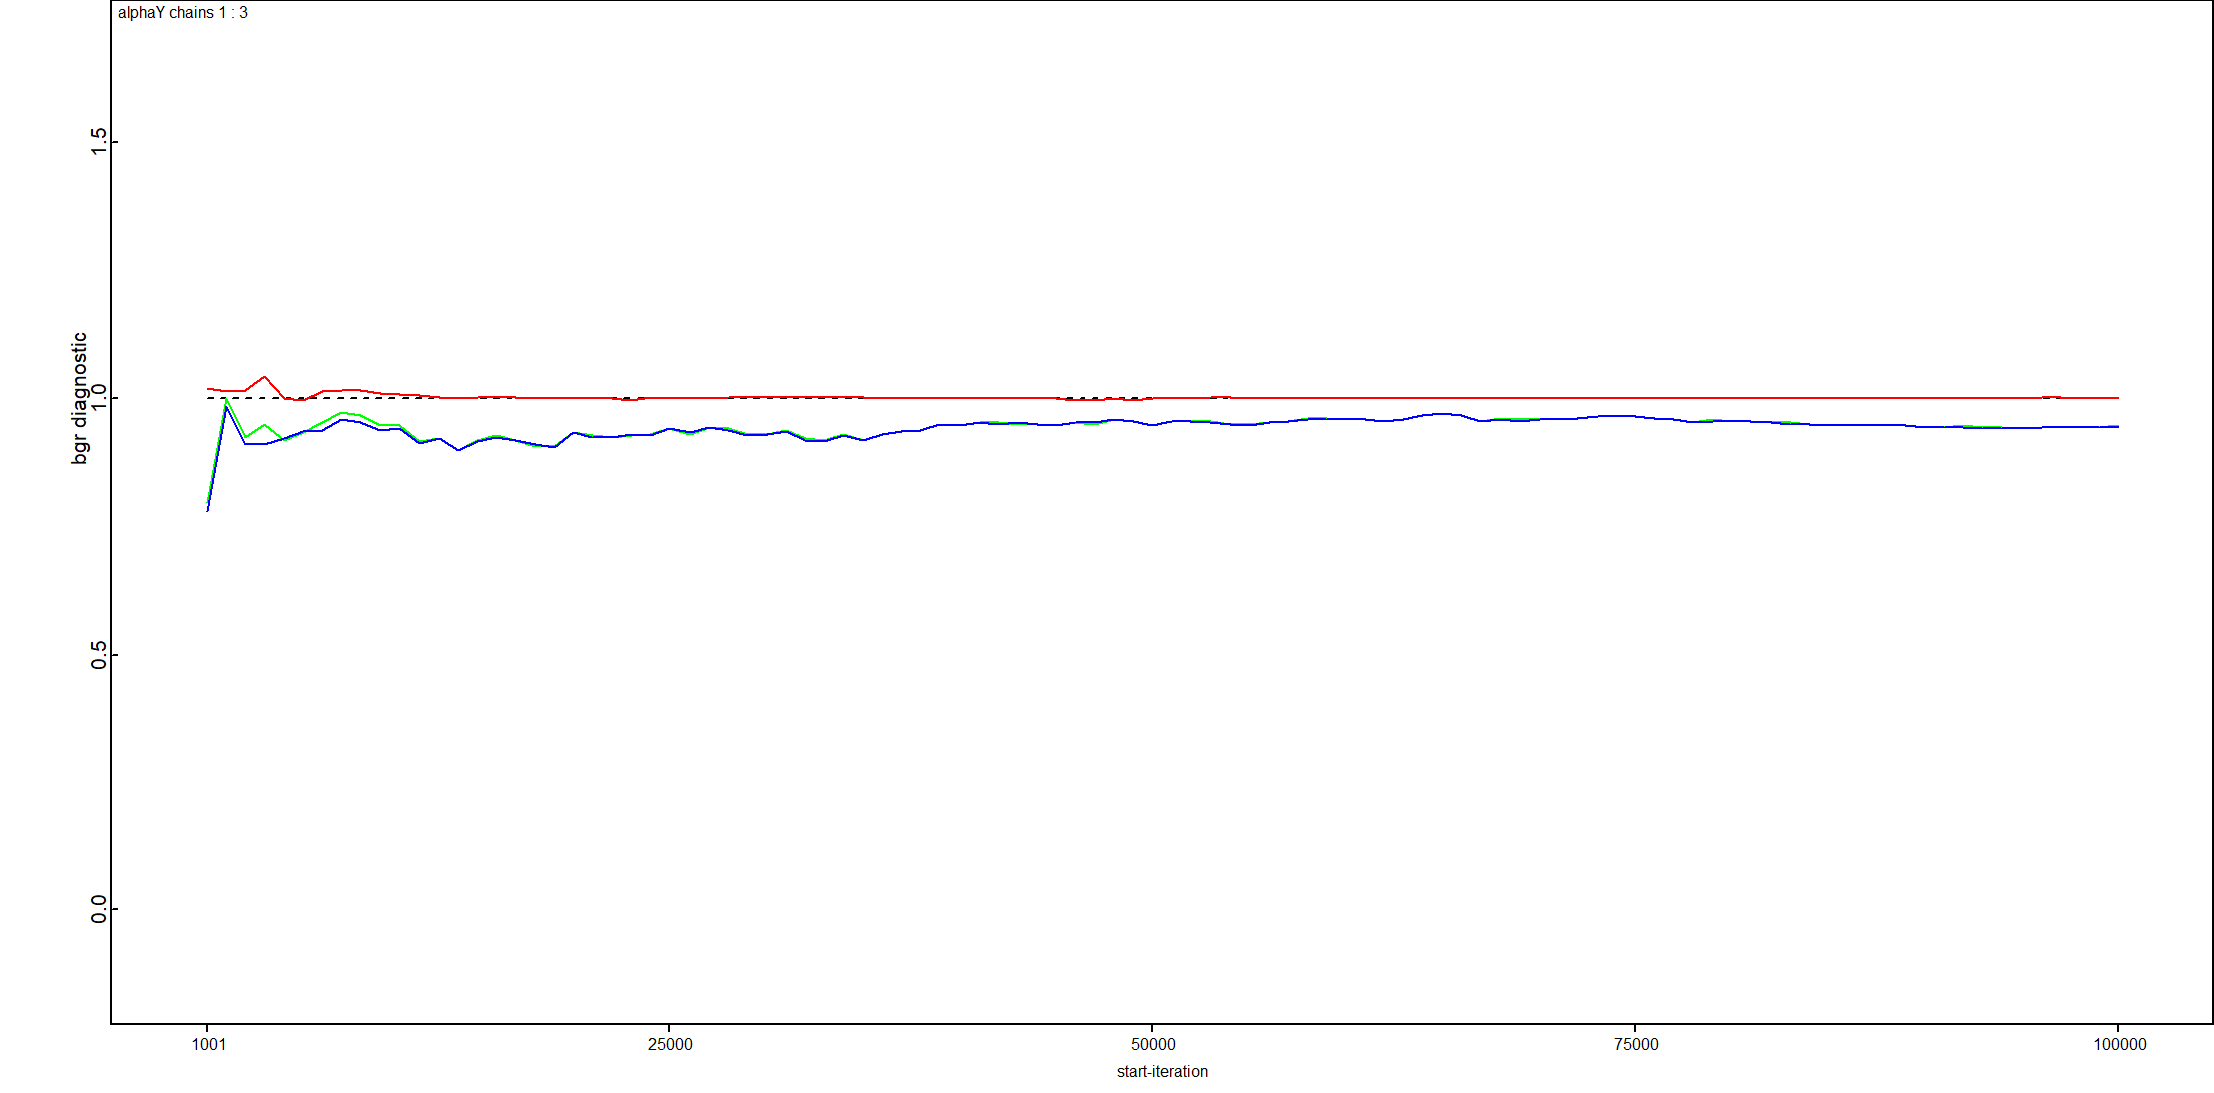 alphaY chains 1 : 3
bgr diagnostic
1.5
1.0
0.5
0.0
1001 25000 50000 75000 100000
start-iteration